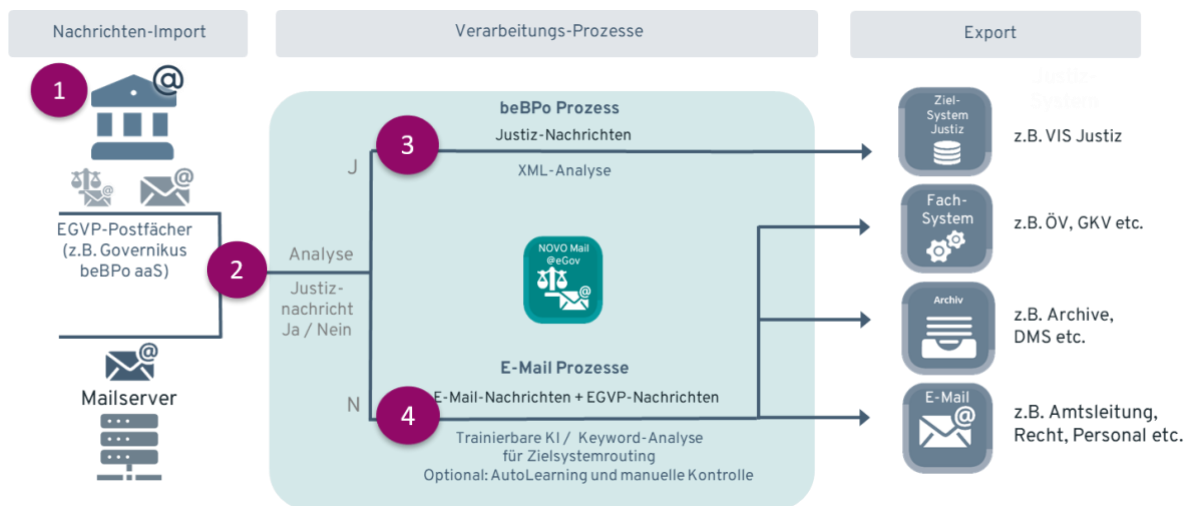 Nachrichten-Import
Verarbeitungs-Prozesse
Export
1
@
EGVP-Postfächer
(z.B. Governikus
beBPo aaS)
@
Mailserver
2
Analyse
Justiz-
nachricht
Ja / Nein
J
N
beBPo Prozess
3
Justiz-Nachrichten
XML-Analyse
NOVO Mail
@eGov
E-Mail Prozesse
4
E-Mail-Nachrichten + EGVP-Nachrichten
Trainierbare KI / Keyword-Analyse
für Zielsystemrouting
Optional: AutoLearning und manuelle Kontrolle
Ziel-
System
Justiz
z.B. VIS Justiz
Fach-
System
z.B. ÖV, GKV etc.
Archiv
z.B. Archive,
DMS etc.
E-Mail
@
z.B. Amtsleitung,
Recht, Personal etc.